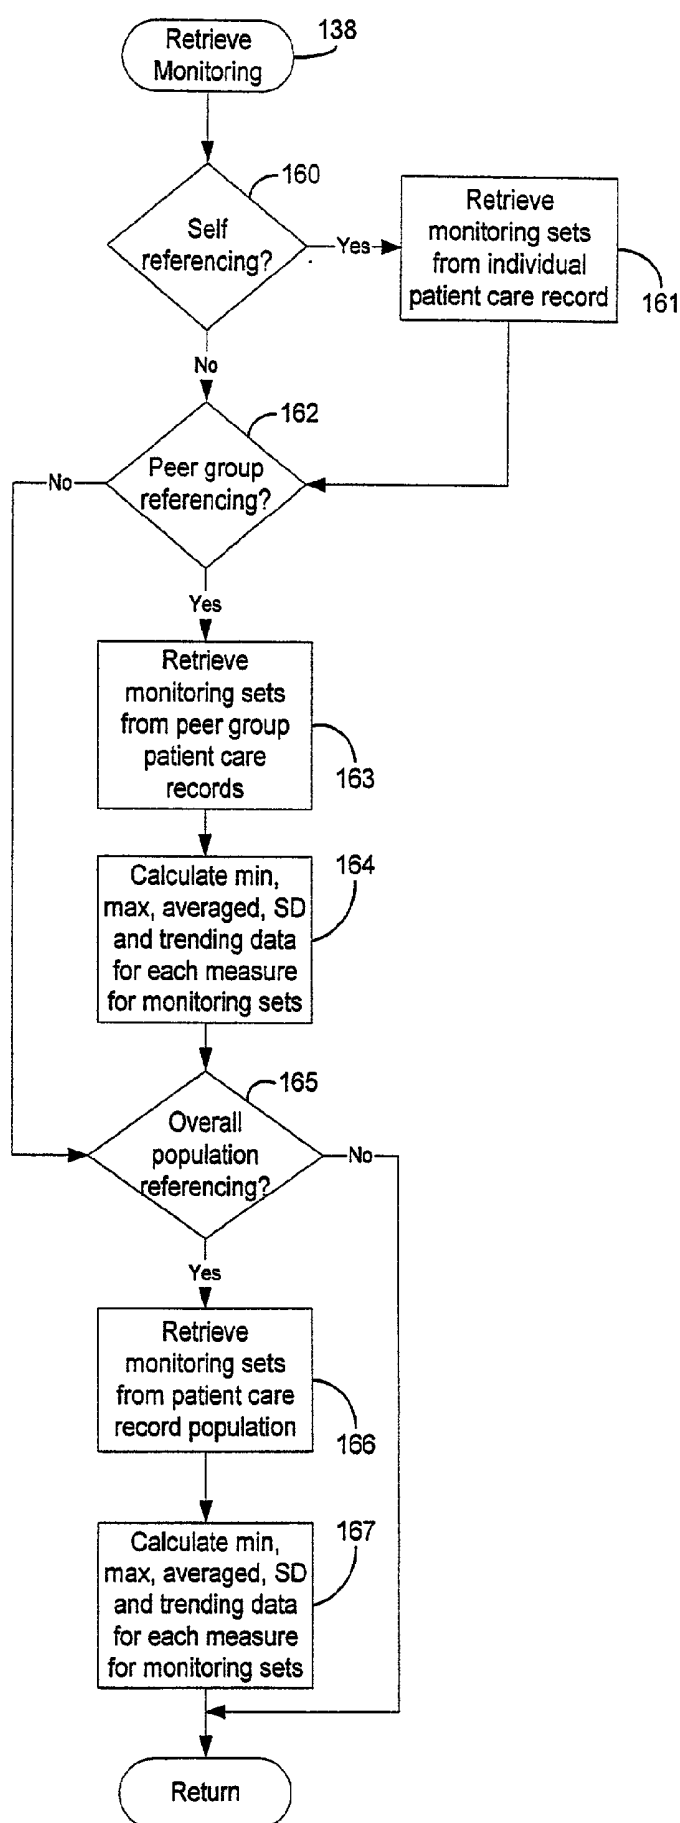 Retrieve
Monitoring
138
160
Self
referencing?
Yes
Retrieve
monitoring sets
from individual
patient care record
161
No
162
Peer group
referencing?
No
Yes
Retrieve
monitoring sets
from peer group
patient care
records
163
Calculate min,
max, averaged, SD
and trending data
for each measure
for monitoring sets
164
165
Overall
population
referencing?
No
Yes
Retrieve
monitoring sets
from patient care
record population
166
Calculate min,
max, averaged, SD
and trending data
for each measure
for monitoring sets
167
Return